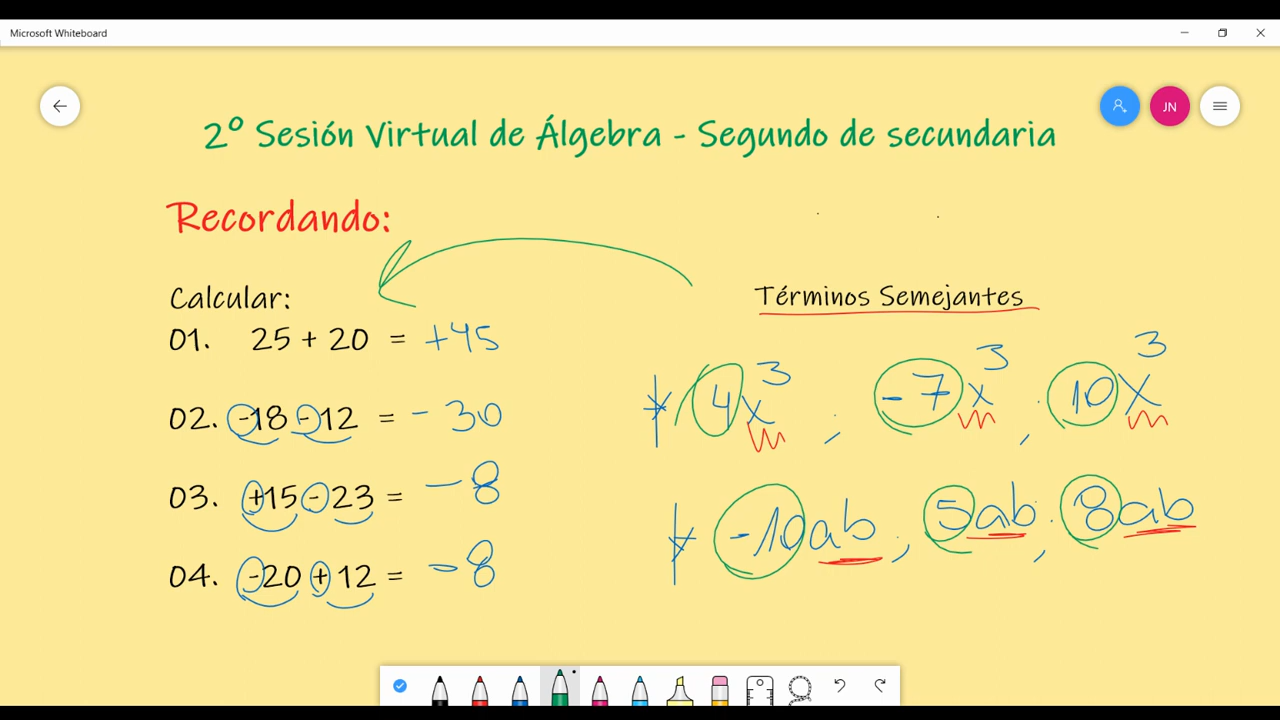 Microsoft Whiteboard
JN
2º Sesión Virtual de Álgebra - Segundo de secundaria
Recordando:
Calcular:
01. 25 + 20 = +45
02. -18 - 12 = - 30
03. +15 - 23 = - 8
04. -20 + 12 = - 8
Términos Semejantes
* 4x³ , -7x³ , 10x³
* -10ab , 5ab , 8ab